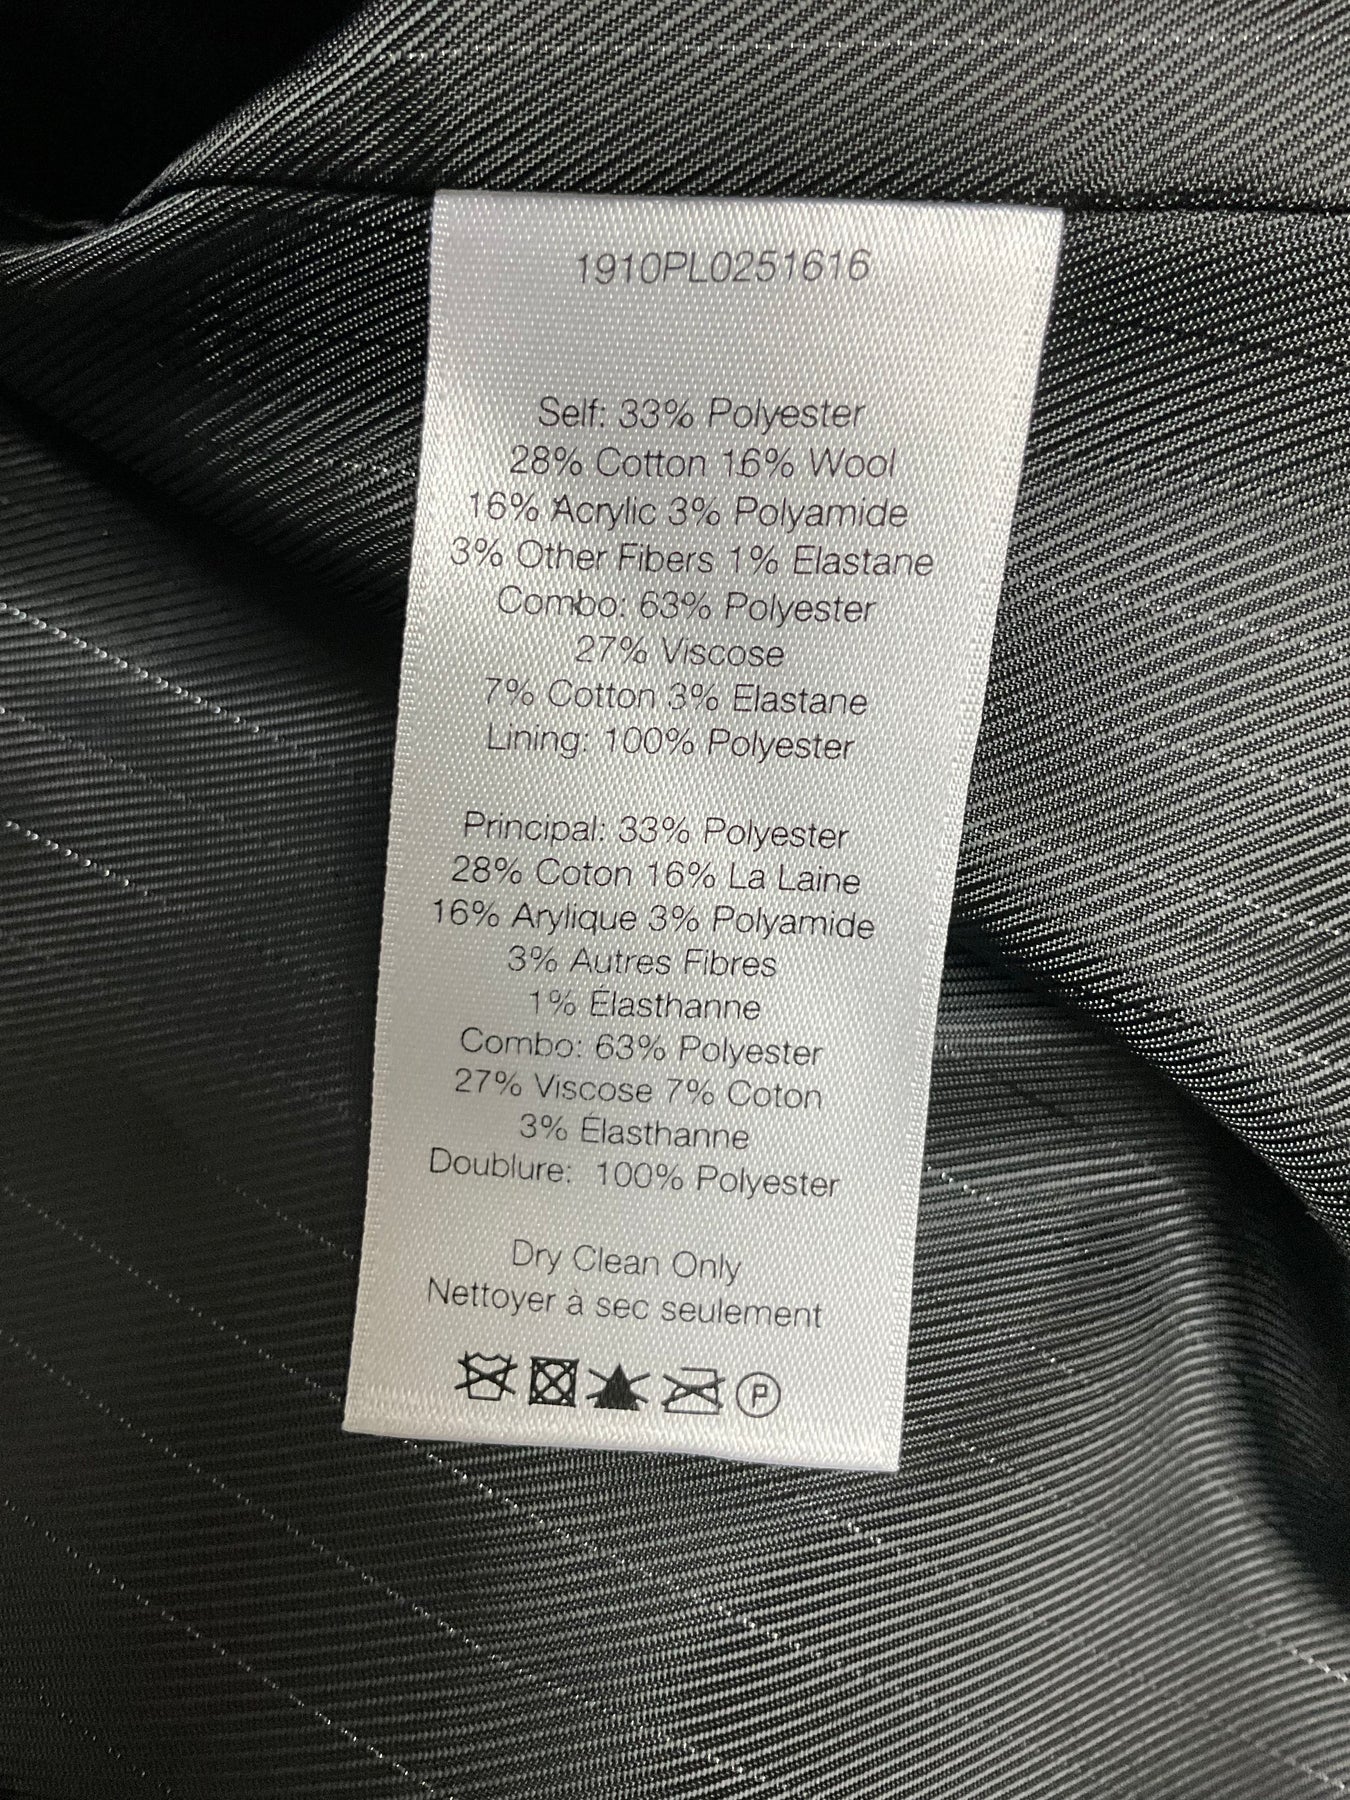 1910PL0251616
Self: 33% Polyester
28% Cotton 16% Wool
16% Acrylic 3% Polyamide
3% Other Fibers 1% Elastane
Combo: 63% Polyester
27% Viscose
7% Cotton 3% Elastane
Lining: 100% Polyester
Principal: 33% Polyester
28% Coton 16% La Laine
16% Arylique 3% Polyamide
3% Autres Fibres
1% Élasthanne
Combo: 63% Polyester
27% Viscose 7% Coton
3% Élasthanne
Doublure: 100% Polyester
Dry Clean Only
Nettoyer à sec seulement
P